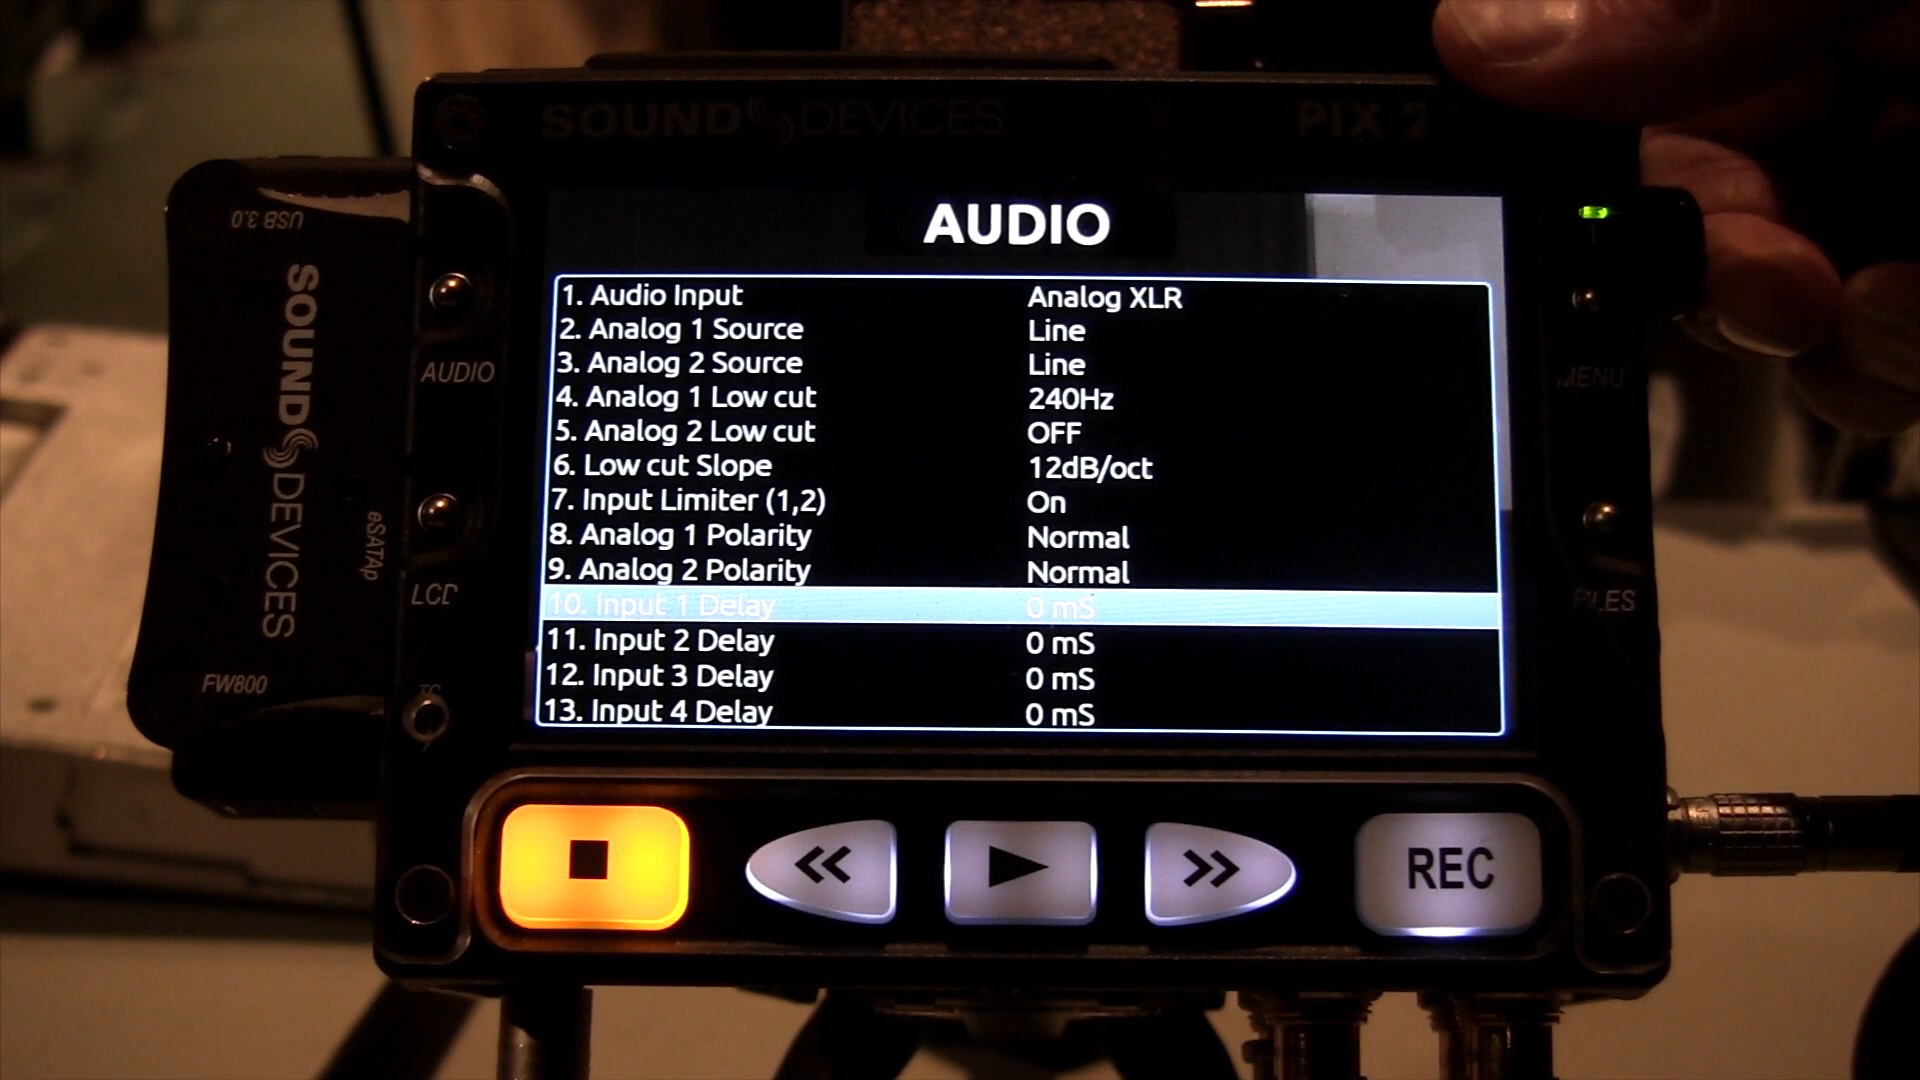 SOUND DEVICES
PIX 2
AUDIO
1. Audio Input Analog XLR
2. Analog 1 Source Line
3. Analog 2 Source Line
4. Analog 1 Low cut 240Hz
5. Analog 2 Low cut OFF
6. Low cut Slope 12dB/oct
7. Input Limiter (1,2) On
8. Analog 1 Polarity Normal
9. Analog 2 Polarity Normal
10. Input 1 Delay 0 mS
11. Input 2 Delay 0 mS
12. Input 3 Delay 0 mS
13. Input 4 Delay 0 mS
USB 3.0
SOUND DEVICES
eSATAp
FW800
AUDIO
LCD
TC
MENU
FILES
REC